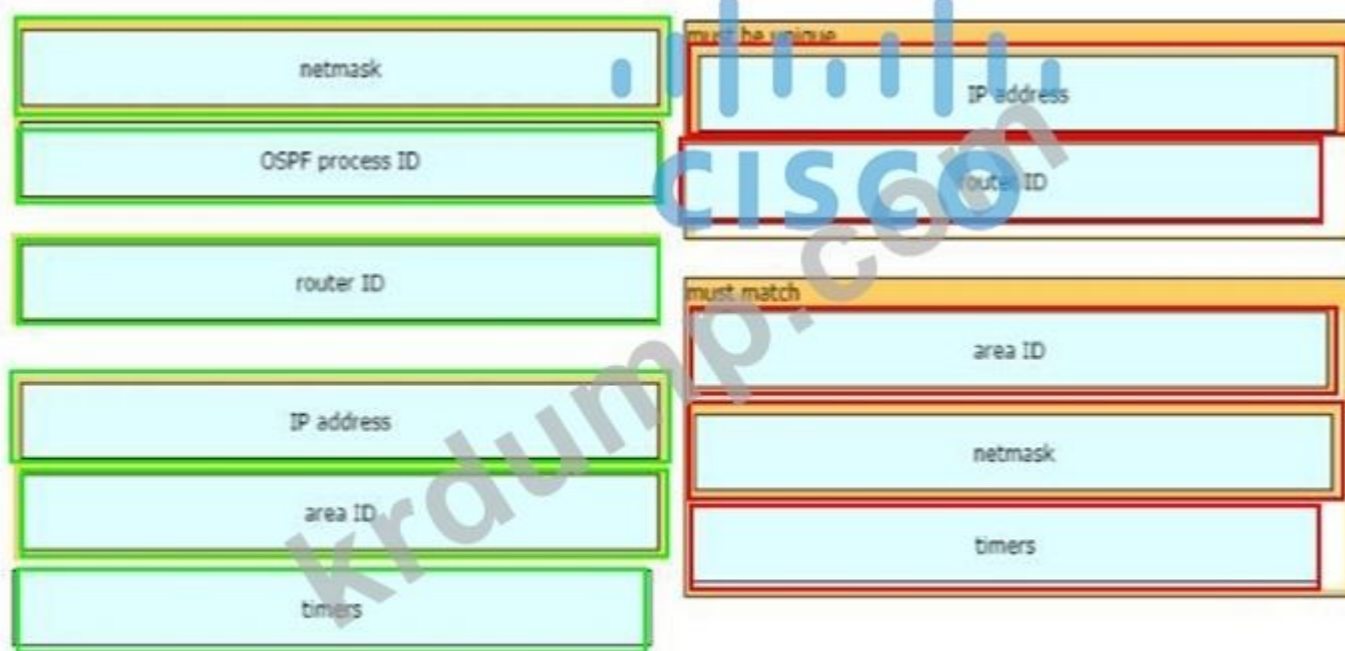 netmask
OSPF process ID
router ID
IP address
area ID
timers
must be unique
IP address
router ID
must match
area ID
netmask
timers
CISCO
krdump.com